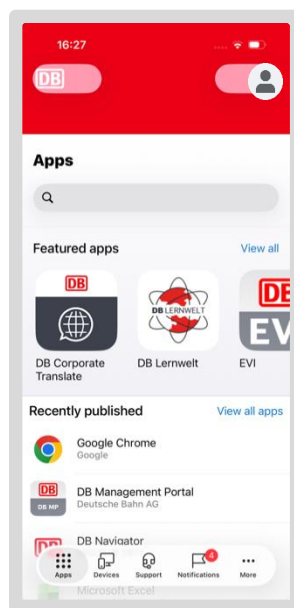 16:27
DB
Apps
Featured apps View all
DB
DB LERNWELT
DB
EVI
DB Corporate
Translate
DB Lernwelt
EVI
Recently published View all apps
Google Chrome
Google
DB
DB MP
DB Management Portal
Deutsche Bahn AG
DB
DB Navigator
4
Apps Devices Support Notifications More
Microsoft Excel